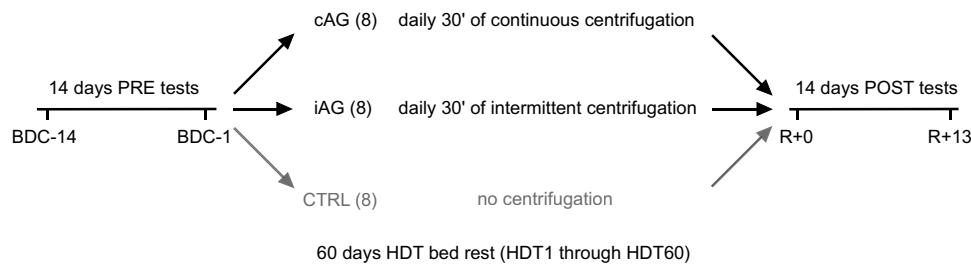 cAG (8) daily 30' of continuous centrifugation
14 days PRE tests
14 days POST tests
iAG (8) daily 30' of intermittent centrifugation
BDC-14 BDC-1
R+0 R+13
CTRL (8) no centrifugation
60 days HDT bed rest (HDT1 through HDT60)